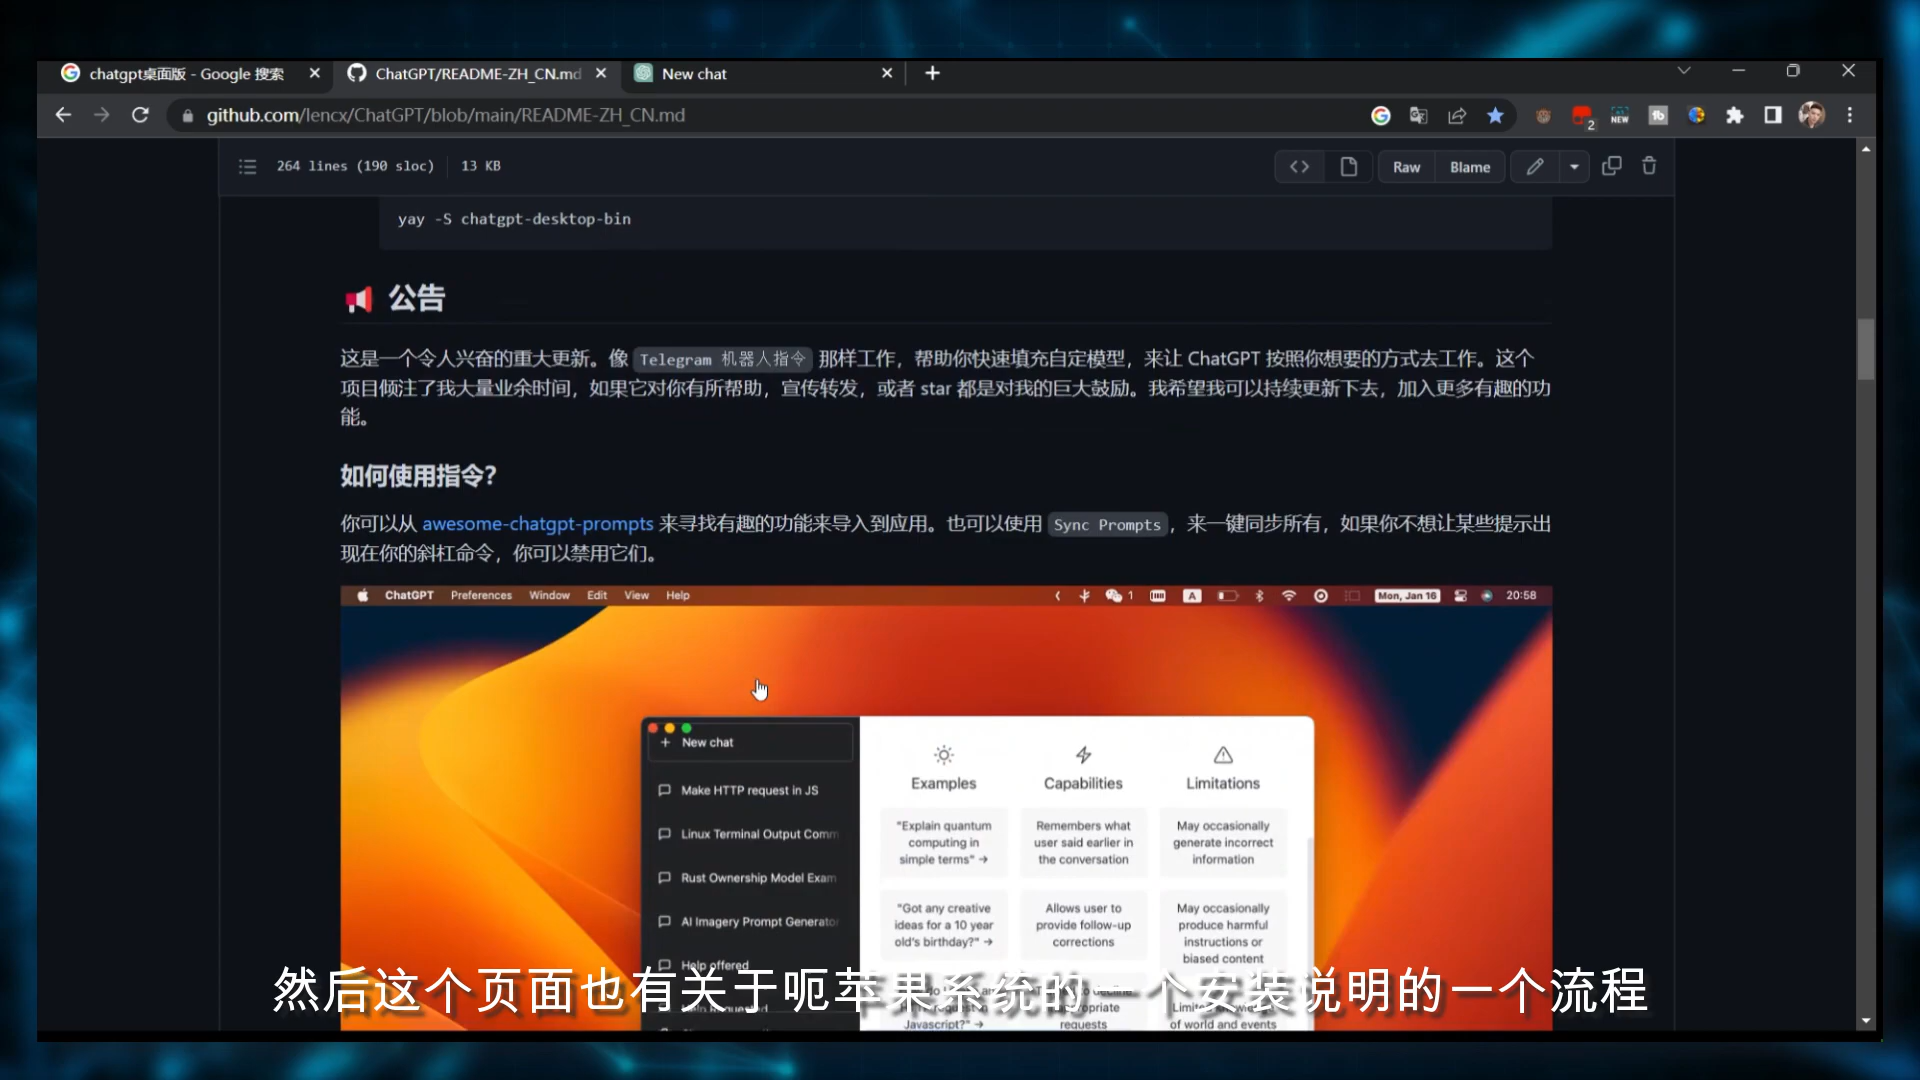 chatgpt桌面版 - Google 搜索
ChatGPT/README-ZH_CN.md
New chat
github.com/lencx/ChatGPT/blob/main/README-ZH_CN.md
2
NEW
264 lines (190 sloc)
13 KB
Raw
Blame
yay -S chatgpt-desktop-bin
公告
这是一个令人兴奋的重大更新。像 Telegram 机器人指令 那样工作，帮助你快速填充自定模型，来让 ChatGPT 按照你想要的方式去工作。这个
项目倾注了我大量业余时间，如果它对你有所帮助，宣传转发，或者 star 都是对我的巨大鼓励。我希望我可以持续更新下去，加入更多有趣的功
能。
如何使用指令？
你可以从 awesome-chatgpt-prompts 来寻找有趣的功能来导入到应用。也可以使用 Sync Prompts，来一键同步所有，如果你不想让某些提示出
现在你的斜杠命令，你可以禁用它们。
ChatGPT Preferences Window Edit View Help
1
A
Mon, Jan 16
20:58
New chat
Make HTTP request in JS
Linux Terminal Output Comm
Rust Ownership Model Exam
AI Imagery Prompt Generator
Help offered
Examples
"Explain quantum
computing in
simple terms" →
"Got any creative
ideas for a 10 year
old's birthday?" →
Javascript?" →
Capabilities
Remembers what
user said earlier in
the conversation
Allows user to
provide follow-up
corrections
requests
Limitations
May occasionally
generate incorrect
information
May occasionally
produce harmful
instructions or
biased content
of world and events
然后这个页面也有关于呃苹果系统的一个安装说明的一个流程